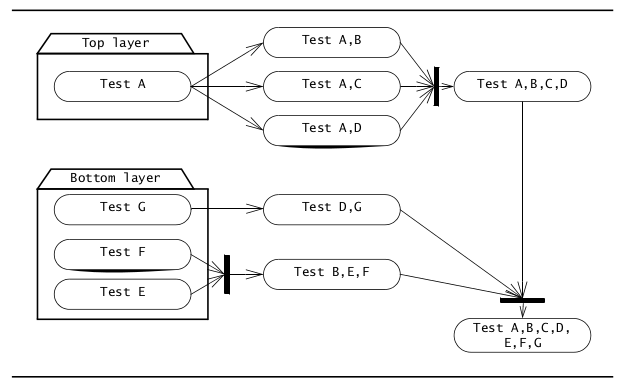 Top layer
Test A
Test A,B
Test A,C
Test A,D
Test A,B,C,D
Bottom layer
Test G
Test F
Test E
Test D,G
Test B,E,F
Test A,B,C,D,
E,F,G